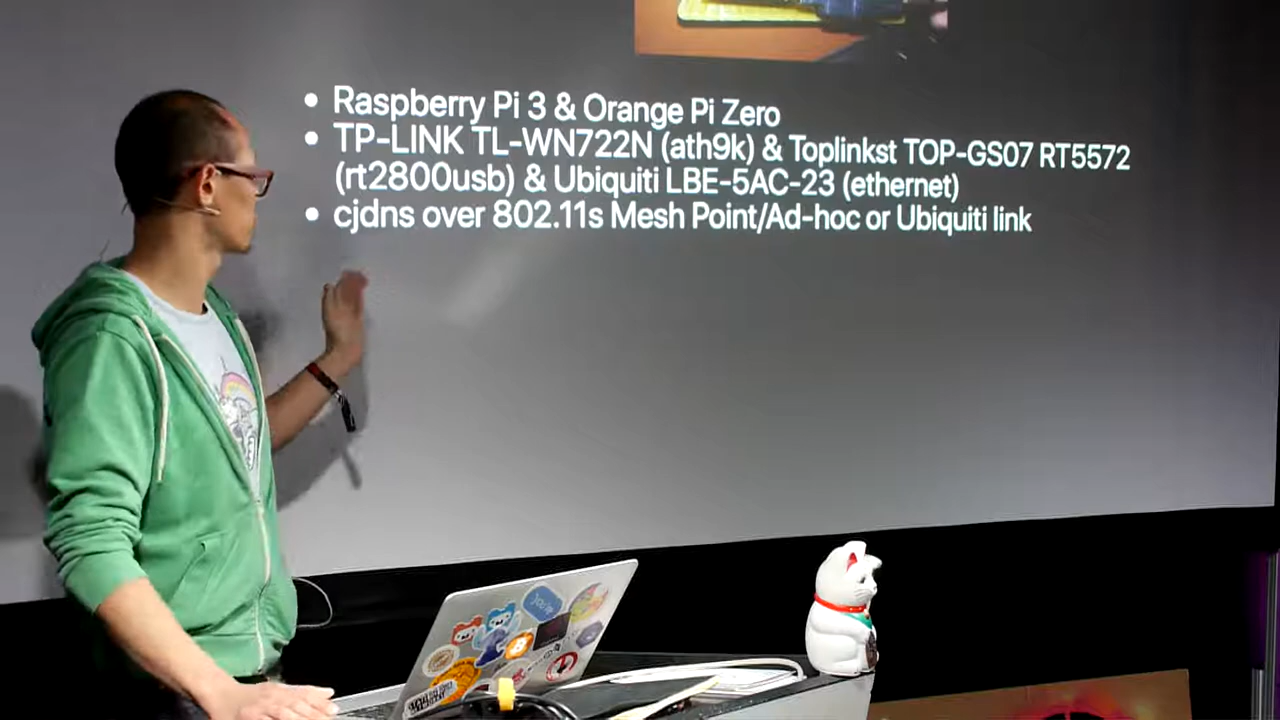 • Raspberry Pi 3 & Orange Pi Zero
• TP-LINK TL-WN722N (ath9k) & Toplinkst TOP-GS07 RT5572
(rt2800usb) & Ubiquiti LBE-5AC-23 (ethernet)
• cjdns over 802.11s Mesh Point/Ad-hoc or Ubiquiti link